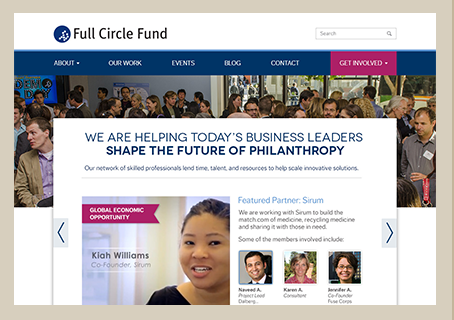 Full Circle Fund
Search
ABOUT
OUR WORK
EVENTS
BLOG
CONTACT
GET INVOLVED
WE ARE HELPING TODAY'S BUSINESS LEADERS
SHAPE THE FUTURE OF PHILANTHROPY
Our network of skilled professionals lend time, talent, and resources to help scale innovative solutions.
GLOBAL ECONOMIC
OPPORTUNITY
Kiah Williams
Co-Founder, Sirum
Featured Partner: Sirum
We are working with Sirum to build the
match.com of medicine, recycling medicine
and sharing it with those in need.
Some of the members involved include:
Naveed A.
Project Lead
Dalberg
Karen A.
Consultant
Jennifer A.
Co-Founder
Fuse Corps